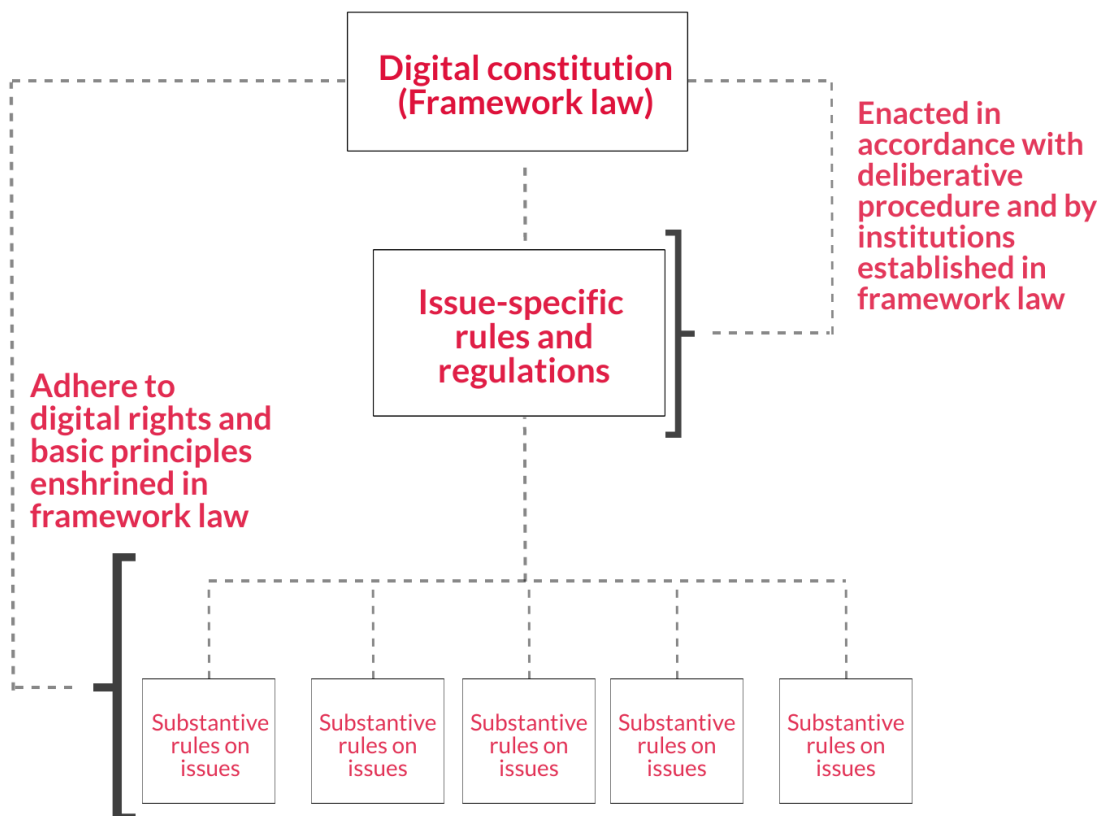 Digital constitution
(Framework law)
Enacted in
accordance with
deliberative
procedure and by
institutions
established in
framework law
Issue-specific
rules and
regulations
Adhere to
digital rights and
basic principles
enshrined in
framework law
Substantive
rules on
issues
Substantive
rules on
issues
Substantive
rules on
issues
Substantive
rules on
issues
Substantive
rules on
issues